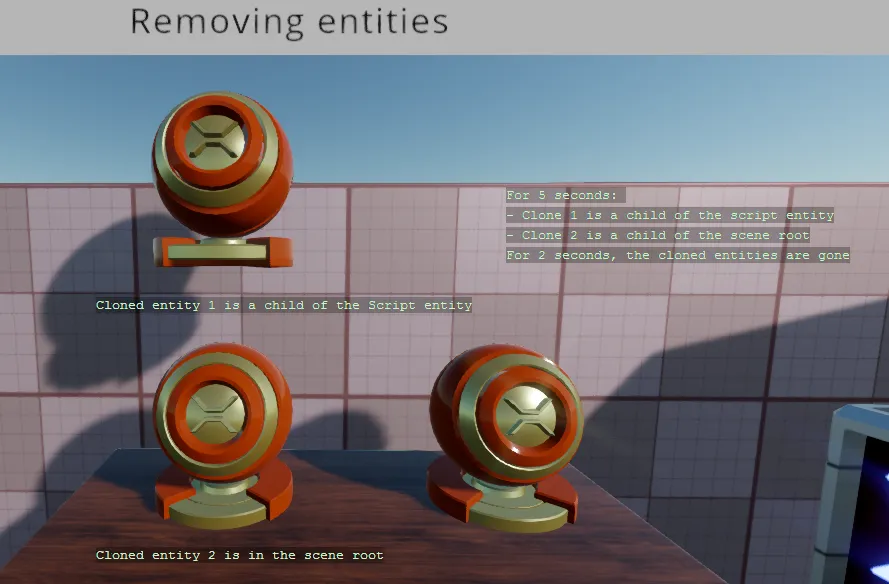 Removing entities
For 5 seconds:
- Clone 1 is a child of the script entity
- Clone 2 is a child of the scene root
For 2 seconds, the cloned entities are gone
Cloned entity 1 is a child of the Script entity
Cloned entity 2 is in the scene root